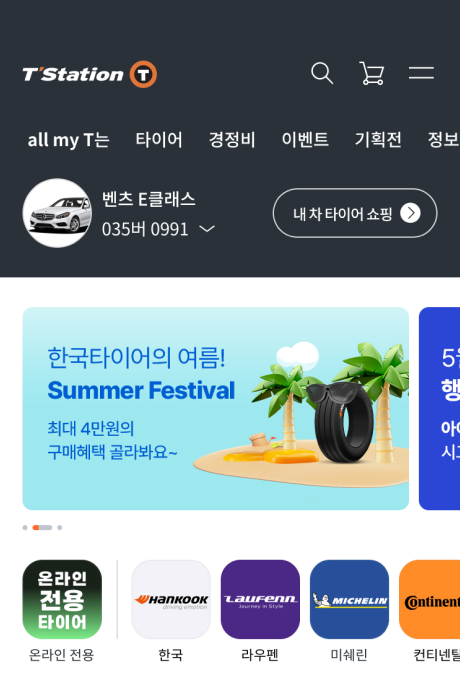 T'Station T
all my T는 타이어 경정비 이벤트 기획전 정보
벤츠 E클래스
035버 0991
내 차 타이어 쇼핑
한국타이어의 여름!
Summer Festival
최대 4만원의
구매혜택 골라봐요~
5
행
아
시
온라인
전용
타이어
HANKOOK
driving emotion
LAUFENN
Journey in Style
MICHELIN
Continent
온라인 전용 한국 라우펜 미쉐린 컨티넨탈